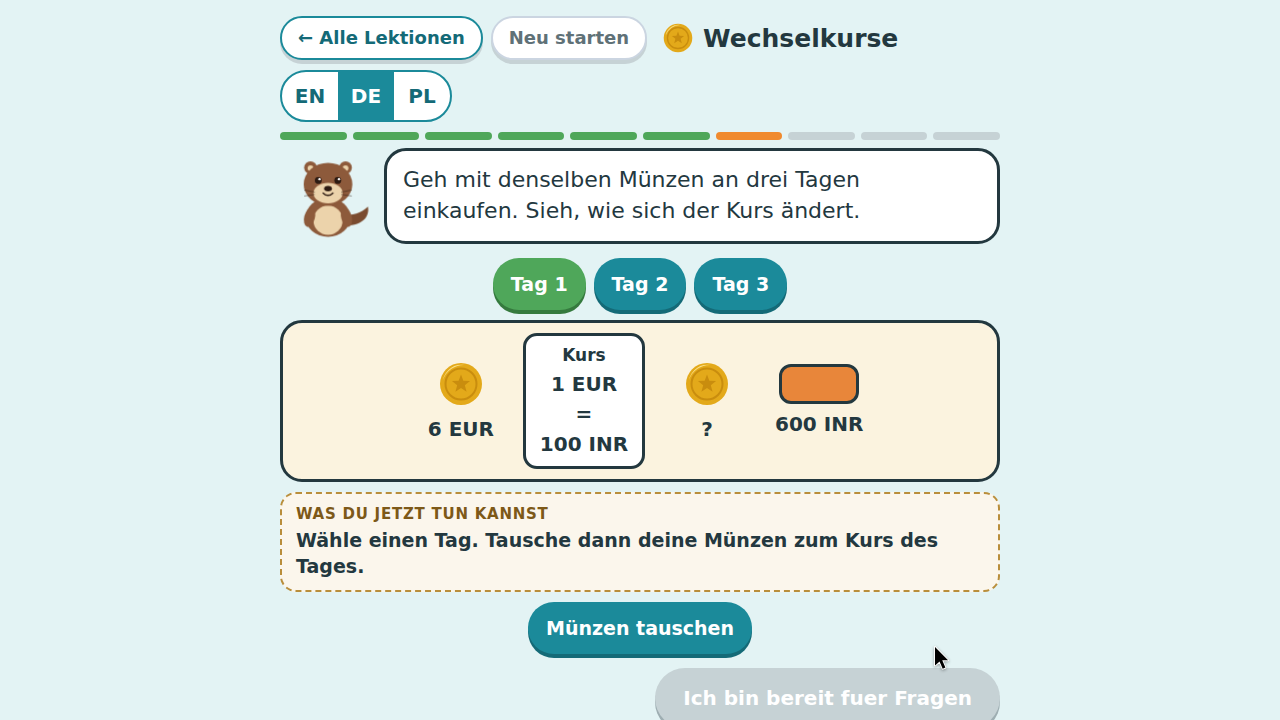 ← Alle Lektionen
Neu starten
Wechselkurse
EN DE PL
Geh mit denselben Münzen an drei Tagen
einkaufen. Sieh, wie sich der Kurs ändert.
Tag 1
Tag 2
Tag 3
6 EUR
Kurs
1 EUR
=
100 INR
?
600 INR
WAS DU JETZT TUN KANNST
Wähle einen Tag. Tausche dann deine Münzen zum Kurs des
Tages.
Münzen tauschen
Ich bin bereit fuer Fragen